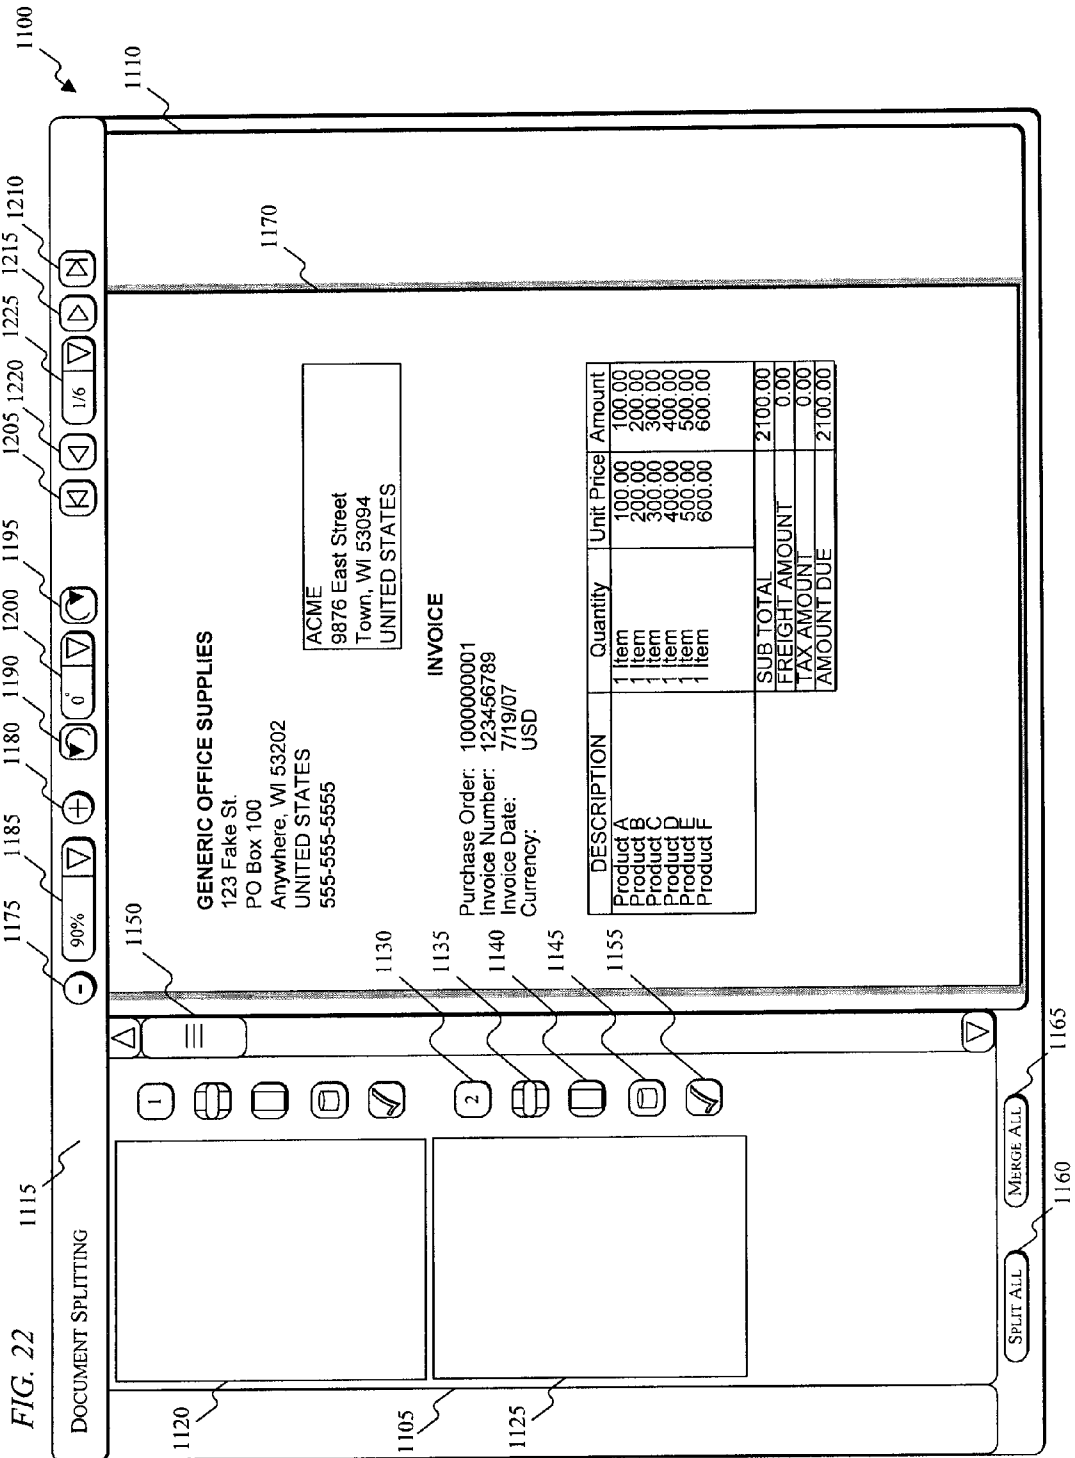 FIG. 22
DOCUMENT SPLITTING
1115
1175
1185
1180
1190
1200
1195
1205
1220
1225
1215
1210
1100
-
90%
+
0°
1/6
1110
1150
1170
GENERIC OFFICE SUPPLIES
123 Fake St.
PO Box 100
Anywhere, WI 53202
UNITED STATES
555-555-5555
ACME
9876 East Street
Town, WI 53094
UNITED STATES
INVOICE
Purchase Order: 1000000001
Invoice Number: 123456789
Invoice Date: 7/19/07
Currency: USD
DESCRIPTION Quantity Unit Price Amount
Product A 1 Item 100.00 100.00
Product B 1 Item 200.00 200.00
Product C 1 Item 300.00 300.00
Product D 1 Item 400.00 400.00
Product E 1 Item 500.00 500.00
Product F 1 Item 600.00 600.00
SUB TOTAL 2100.00
FREIGHT AMOUNT 0.00
TAX AMOUNT 0.00
AMOUNT DUE 2100.00
1
2
1130
1135
1140
1145
1155
1120
1105
1125
SPLIT ALL
MERGE ALL
1160
1165